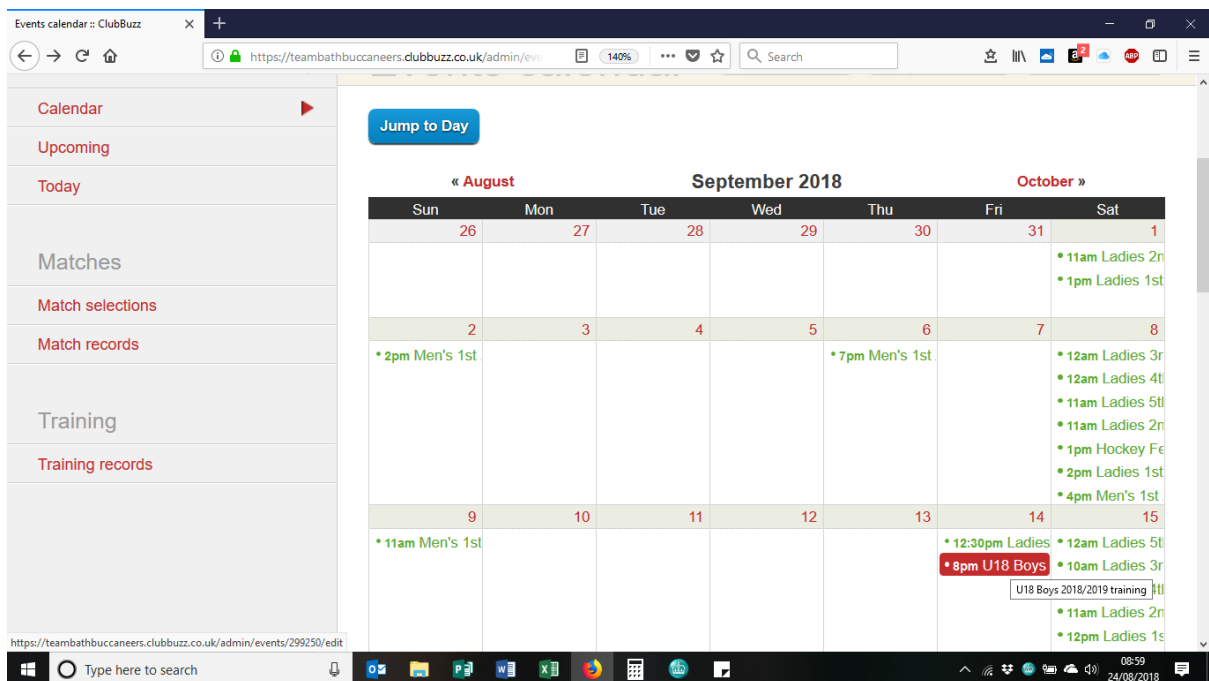 Events calendar :: ClubBuzz
https://teambathbuccaneers.clubbuzz.co.uk/admin/eve
140%
Search
2
ABP
Calendar
Upcoming
Today
Matches
Match selections
Match records
Training
Training records
Jump to Day
« August September 2018 October »
Sun Mon Tue Wed Thu Fri Sat
26 27 28 29 30 31 1
• 11am Ladies 2n
• 1pm Ladies 1st
2 3 4 5 6 7 8
• 2pm Men's 1st • 7pm Men's 1st • 12am Ladies 3r
• 12am Ladies 4t
• 11am Ladies 5t
• 11am Ladies 2n
• 1pm Hockey Fe
• 2pm Ladies 1st
• 4pm Men's 1st
9 10 11 12 13 14 15
• 11am Men's 1st • 12:30pm Ladies • 12am Ladies 5t
• 8pm U18 Boys • 10am Ladies 3r
U18 Boys 2018/2019 training
• 11am Ladies 2n
• 12pm Ladies 1s
https://teambathbuccaneers.clubbuzz.co.uk/admin/events/299250/edit
Type here to search
08:59
24/08/2018